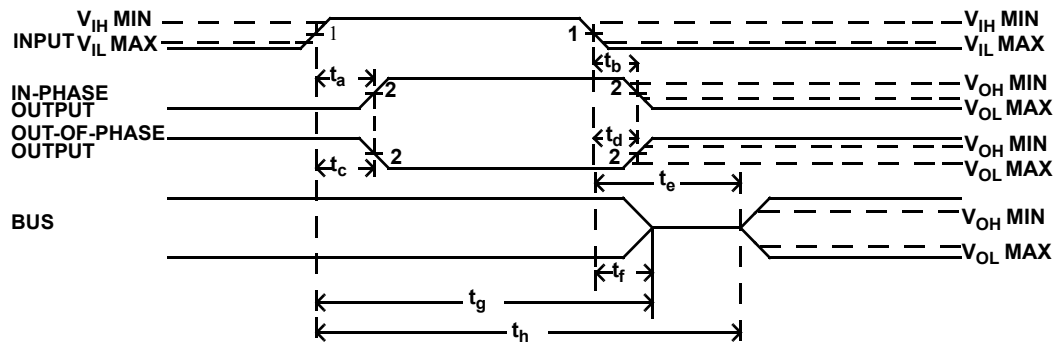 V_IH MIN
INPUT
V_IL MAX
1
1
V_IH MIN
V_IL MAX
t_a
t_b
IN-PHASE
OUTPUT
2
2
V_OH MIN
V_OL MAX
OUT-OF-PHASE
OUTPUT
t_c
2
t_d
2
V_OH MIN
V_OL MAX
t_e
BUS
V_OH MIN
V_OL MAX
t_f
t_g
t_h